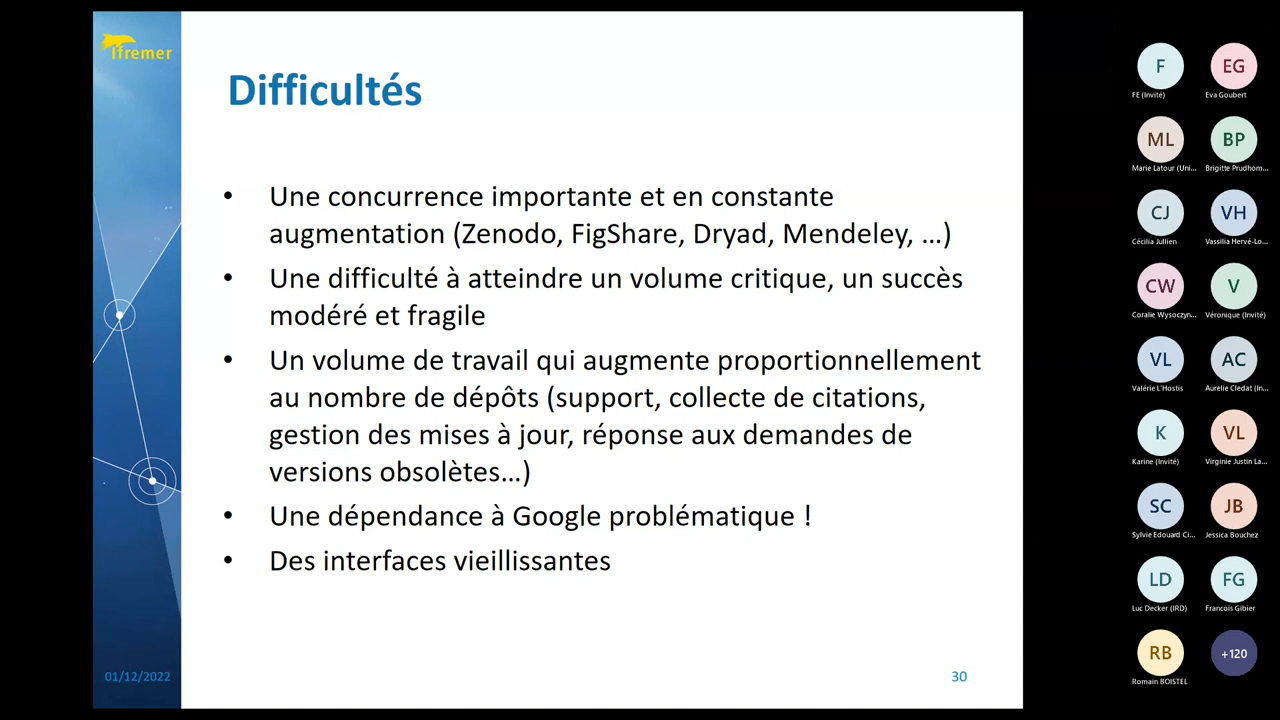 Ifremer
Difficultés
• Une concurrence importante et en constante
augmentation (Zenodo, FigShare, Dryad, Mendeley, …)
• Une difficulté à atteindre un volume critique, un succès
modéré et fragile
• Un volume de travail qui augmente proportionnellement
au nombre de dépôts (support, collecte de citations,
gestion des mises à jour, réponse aux demandes de
versions obsolètes…)
• Une dépendance à Google problématique !
• Des interfaces vieillissantes
01/12/2022
30
F
EG
FE (Invité)
Eva Goubert
ML
BP
Marie Latour (Uni...
Brigitte Prudhom...
CJ
VH
Cécilia Jullien
Vassilia Hervé-Lo...
CW
V
Coralie Wysoczyn...
Véronique (Invité)
VL
AC
Valérie L'Hostis
Aurelie Cledat (In...
K
VL
Karine (Invité)
Virginie Justin La...
SC
JB
Sylvie Edouard Ci...
Jessica Bouchez
LD
FG
Luc Decker (IRD)
Francois Gibier
RB
+120
Romain BOISTEL